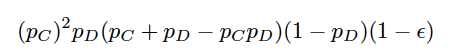 (p_C)^2 p_D(p_C + p_D − p_C p_D)(1 − p_D)(1 − ϵ)